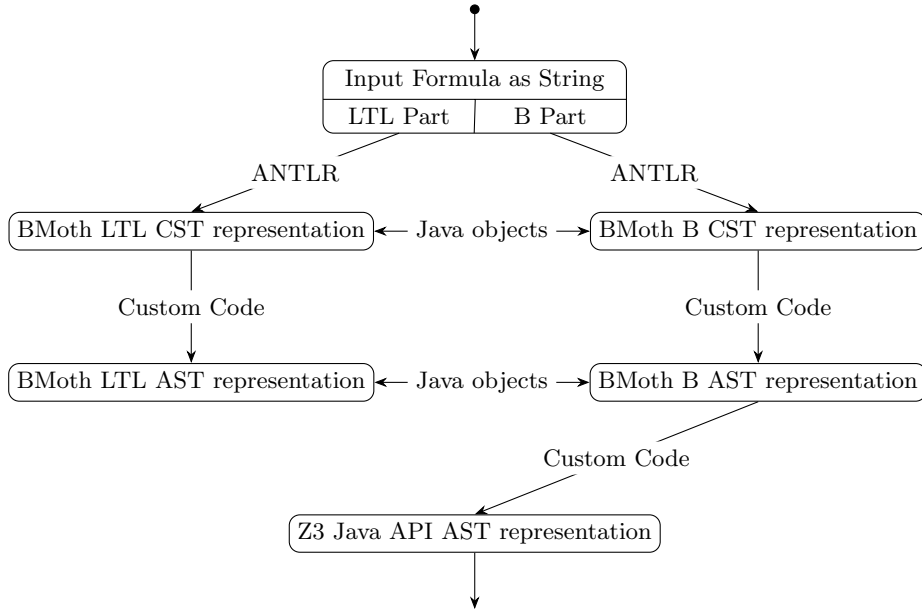 Input Formula as String
LTL Part
B Part
ANTLR
ANTLR
BMoth LTL CST representation
Java objects
BMoth B CST representation
Custom Code
Custom Code
BMoth LTL AST representation
Java objects
BMoth B AST representation
Custom Code
Z3 Java API AST representation